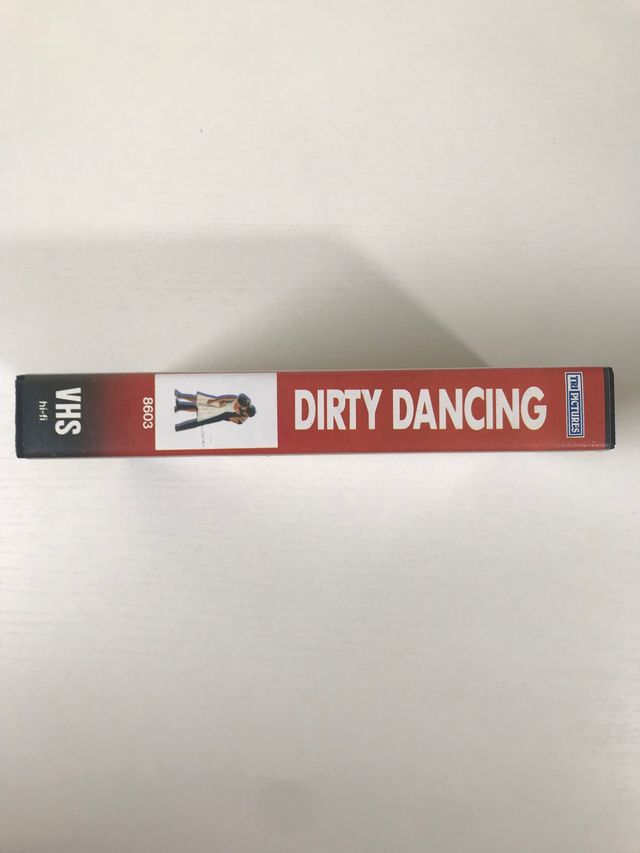 VHS
hi-fi
8603
DIRTY DANCING
TRI PICTURES